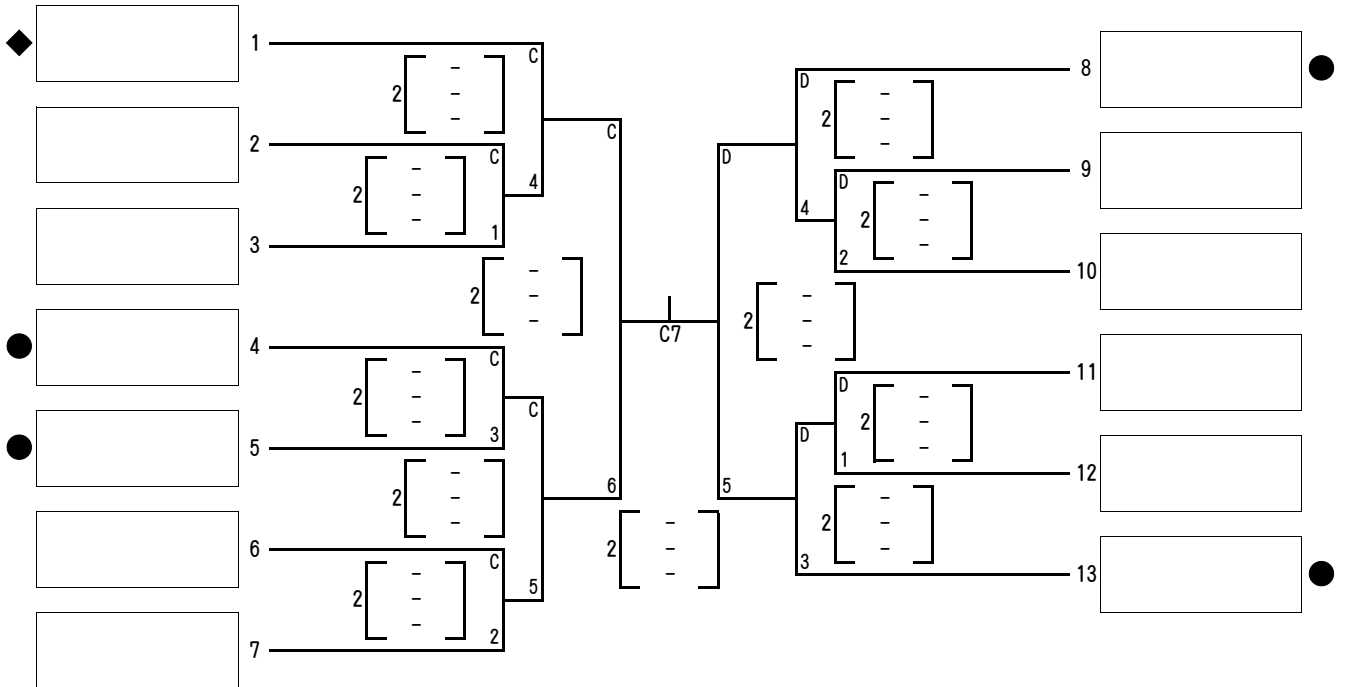 ◆ 1 C
2 [ - - - ]
2 C
2 [ - - - ]
4
1
3
C
2 [ - - - ]
4 C
2 [ - - - ]
3
5
C
2 [ - - - ]
6 C
2 [ - - - ]
5
2
7
6
C7
2 [ - - - ]
D 8 ●
2 [ - - - ]
D 9
2 [ - - - ]
4
2
10
D
2 [ - - - ]
D 11
2 [ - - - ]
1
12
D
2 [ - - - ]
3
13 ●
5